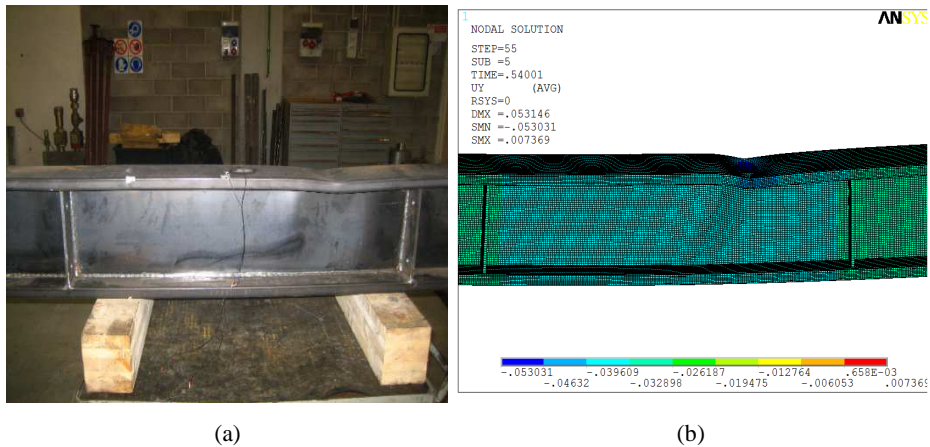 1
ANSYS
NODAL SOLUTION
STEP=55
SUB =5
TIME=.54001
UY (AVG)
RSYS=0
DMX =.053146
SMN =-.053031
SMX =.007369
-.053031 -.039609 -.026187 -.012764 .658E-03
-.04632 -.032898 -.019475 -.006053 .007369
(a) (b)